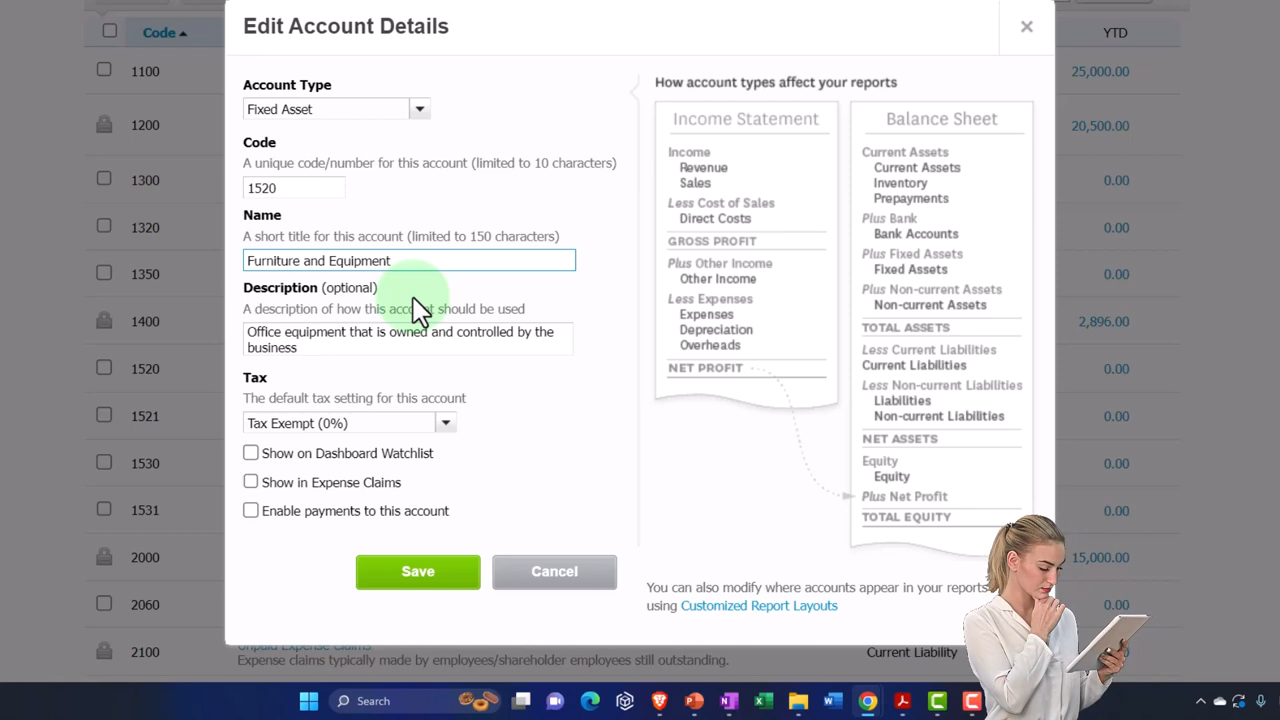 Edit Account Details
×
Code
YTD
1100
25,000.00
1200
20,500.00
1300
0.00
1320
0.00
1350
0.00
1400
2,896.00
1520
0.00
1521
0.00
1530
0.00
1531
0.00
2000
15,000.00
2060
0.00
2100
Unpaid Expense Claims
Expense claims typically made by employees/shareholder employees still outstanding.
Current Liability
Account Type
Fixed Asset
Code
A unique code/number for this account (limited to 10 characters)
1520
Name
A short title for this account (limited to 150 characters)
Furniture and Equipment
Description (optional)
A description of how this account should be used
Office equipment that is owned and controlled by the
business
Tax
The default tax setting for this account
Tax Exempt (0%)
Show on Dashboard Watchlist
Show in Expense Claims
Enable payments to this account
Save
Cancel
How account types affect your reports
Income Statement
Income
Revenue
Sales
Less Cost of Sales
Direct Costs
GROSS PROFIT
Plus Other Income
Other Income
Less Expenses
Expenses
Depreciation
Overheads
NET PROFIT
Balance Sheet
Current Assets
Current Assets
Inventory
Prepayments
Plus Bank
Bank Accounts
Plus Fixed Assets
Fixed Assets
Plus Non-current Assets
Non-current Assets
TOTAL ASSETS
Less Current Liabilities
Current Liabilities
Less Non-current Liabilities
Liabilities
Non-current Liabilities
NET ASSETS
Equity
Equity
Plus Net Profit
TOTAL EQUITY
You can also modify where accounts appear in your reports
using Customized Report Layouts
Search